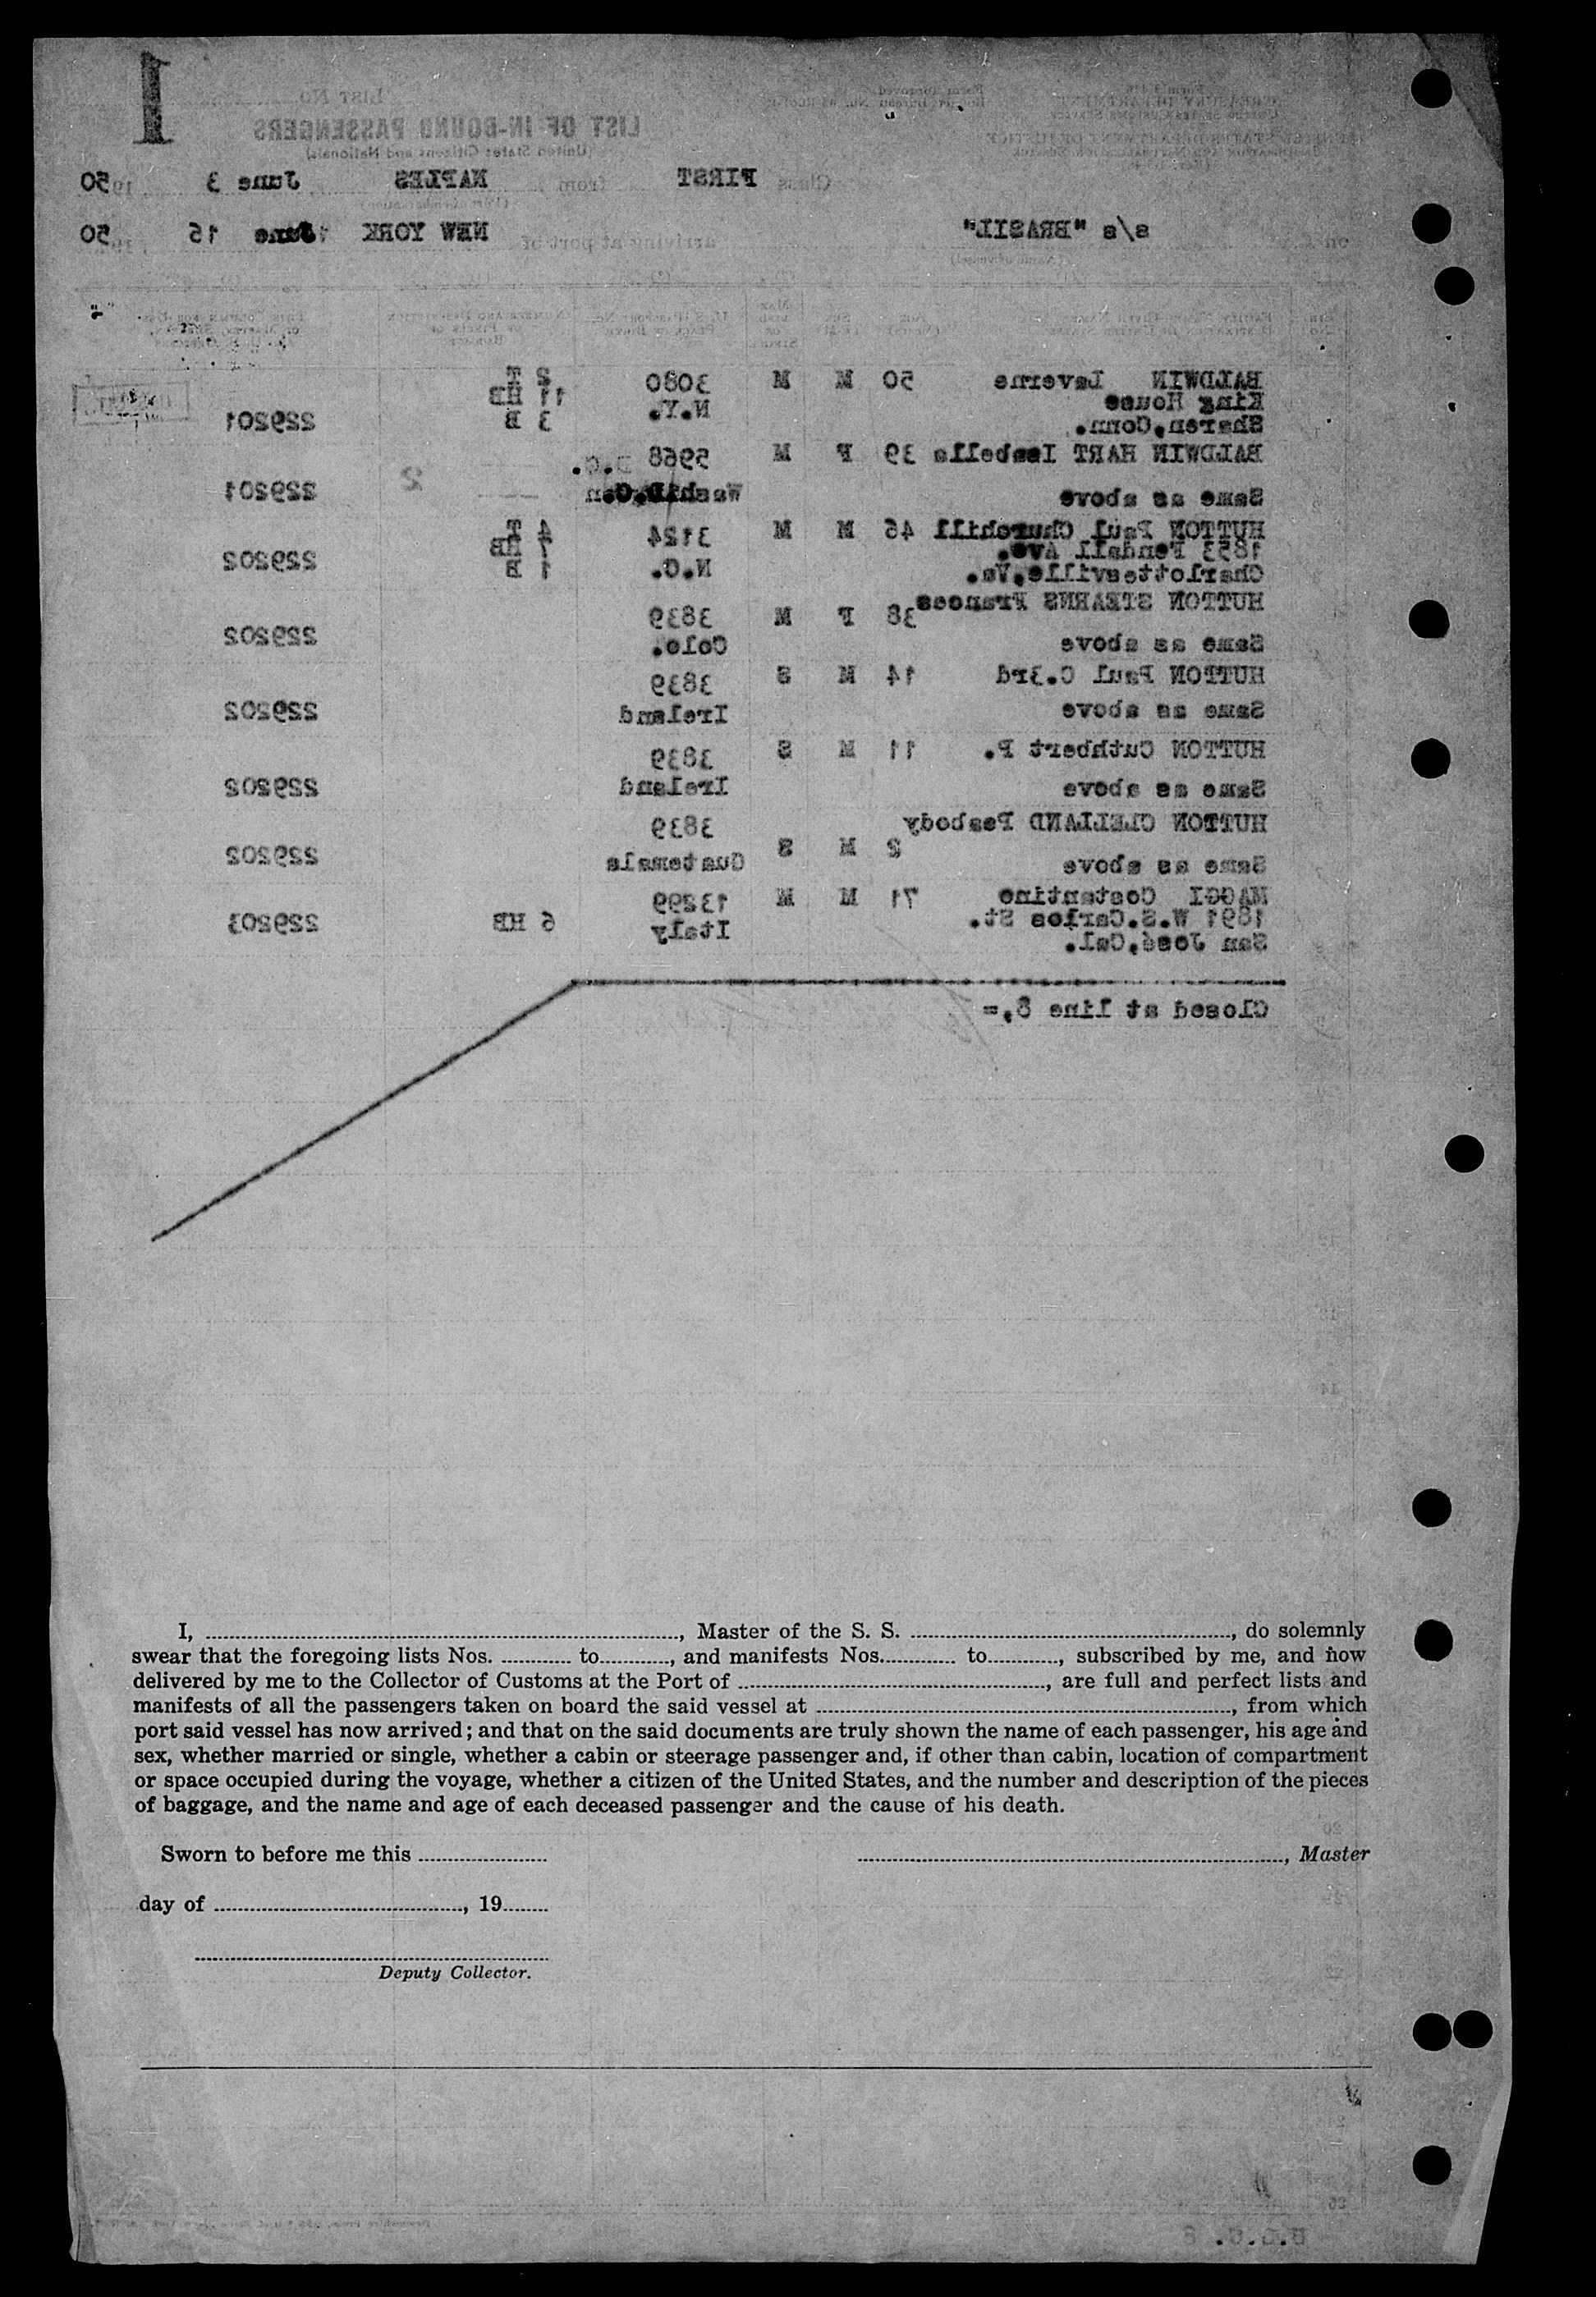 1
LIST No.
LIST OF IN-BOUND PASSENGERS
(United States Citizens and Nationals)
Class FIRST from NAPLES June 3 1950
on s/s "BRASIL" arriving at port of NEW YORK June 15 50
BALDWIN Laverne 50 M M 3080 2 T
King House N.Y. 11 HB
Sharon, Conn. 3 B 229201
BALDWIN HART Isabella 39 F M 5968 D.C.
Same as above 2 229201
HUTTON Paul Churchill 46 M M 3124 4 T
1853 Fendall Ave. 7 HB
Charlottesville, Va. N.C. 1 B 229202
HUTTON STEARNS Frances 38 F M 3839
Same as above Colo. 229202
HUTTON Paul C. 3rd 14 M S 3839
Same as above Ireland 229202
HUTTON Cuthbert P. 11 M S 3839
Same as above Ireland 229202
HUTTON CLELLAND Peabody 2 M S 3839
Same as above Guatemala 229202
MAGGI Costantino 71 M M 13299
1891 W.S.Carlos St. Italy 6 HB 229203
San José, Cal.
Closed at line 8,=
I, ........, Master of the S. S. ........, do solemnly
swear that the foregoing lists Nos. ........ to........, and manifests Nos......... to........, subscribed by me, and now
delivered by me to the Collector of Customs at the Port of ........, are full and perfect lists and
manifests of all the passengers taken on board the said vessel at ........, from which
port said vessel has now arrived; and that on the said documents are truly shown the name of each passenger, his age and
sex, whether married or single, whether a cabin or steerage passenger and, if other than cabin, location of compartment
or space occupied during the voyage, whether a citizen of the United States, and the number and description of the pieces
of baggage, and the name and age of each deceased passenger and the cause of his death.
Sworn to before me this ........ ........, Master
day of ........, 19........
Deputy Collector.